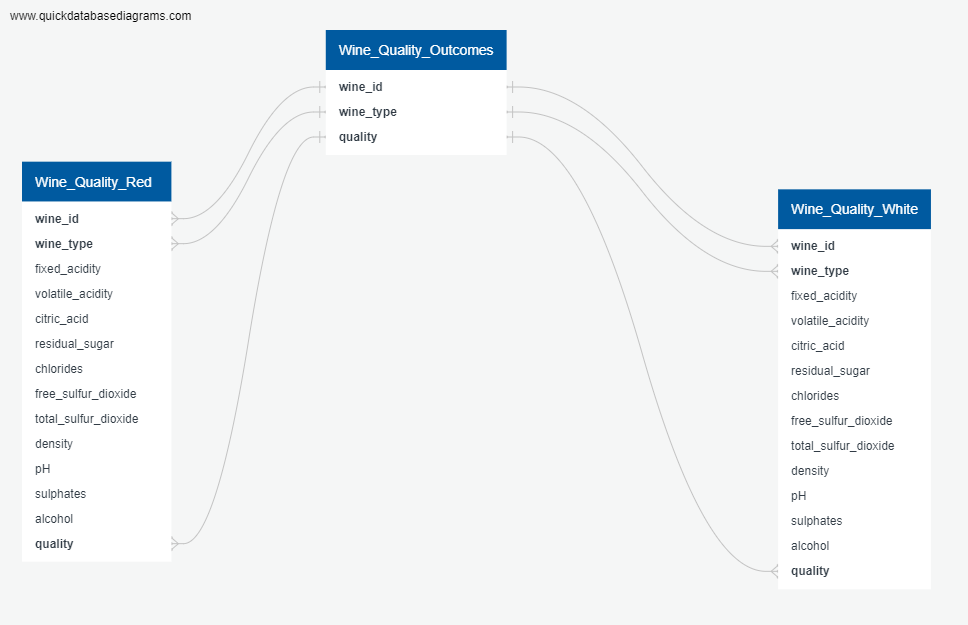 www.quickdatabasediagrams.com
Wine_Quality_Outcomes
wine_id
wine_type
quality
Wine_Quality_Red
wine_id
wine_type
fixed_acidity
volatile_acidity
citric_acid
residual_sugar
chlorides
free_sulfur_dioxide
total_sulfur_dioxide
density
pH
sulphates
alcohol
quality
Wine_Quality_White
wine_id
wine_type
fixed_acidity
volatile_acidity
citric_acid
residual_sugar
chlorides
free_sulfur_dioxide
total_sulfur_dioxide
density
pH
sulphates
alcohol
quality